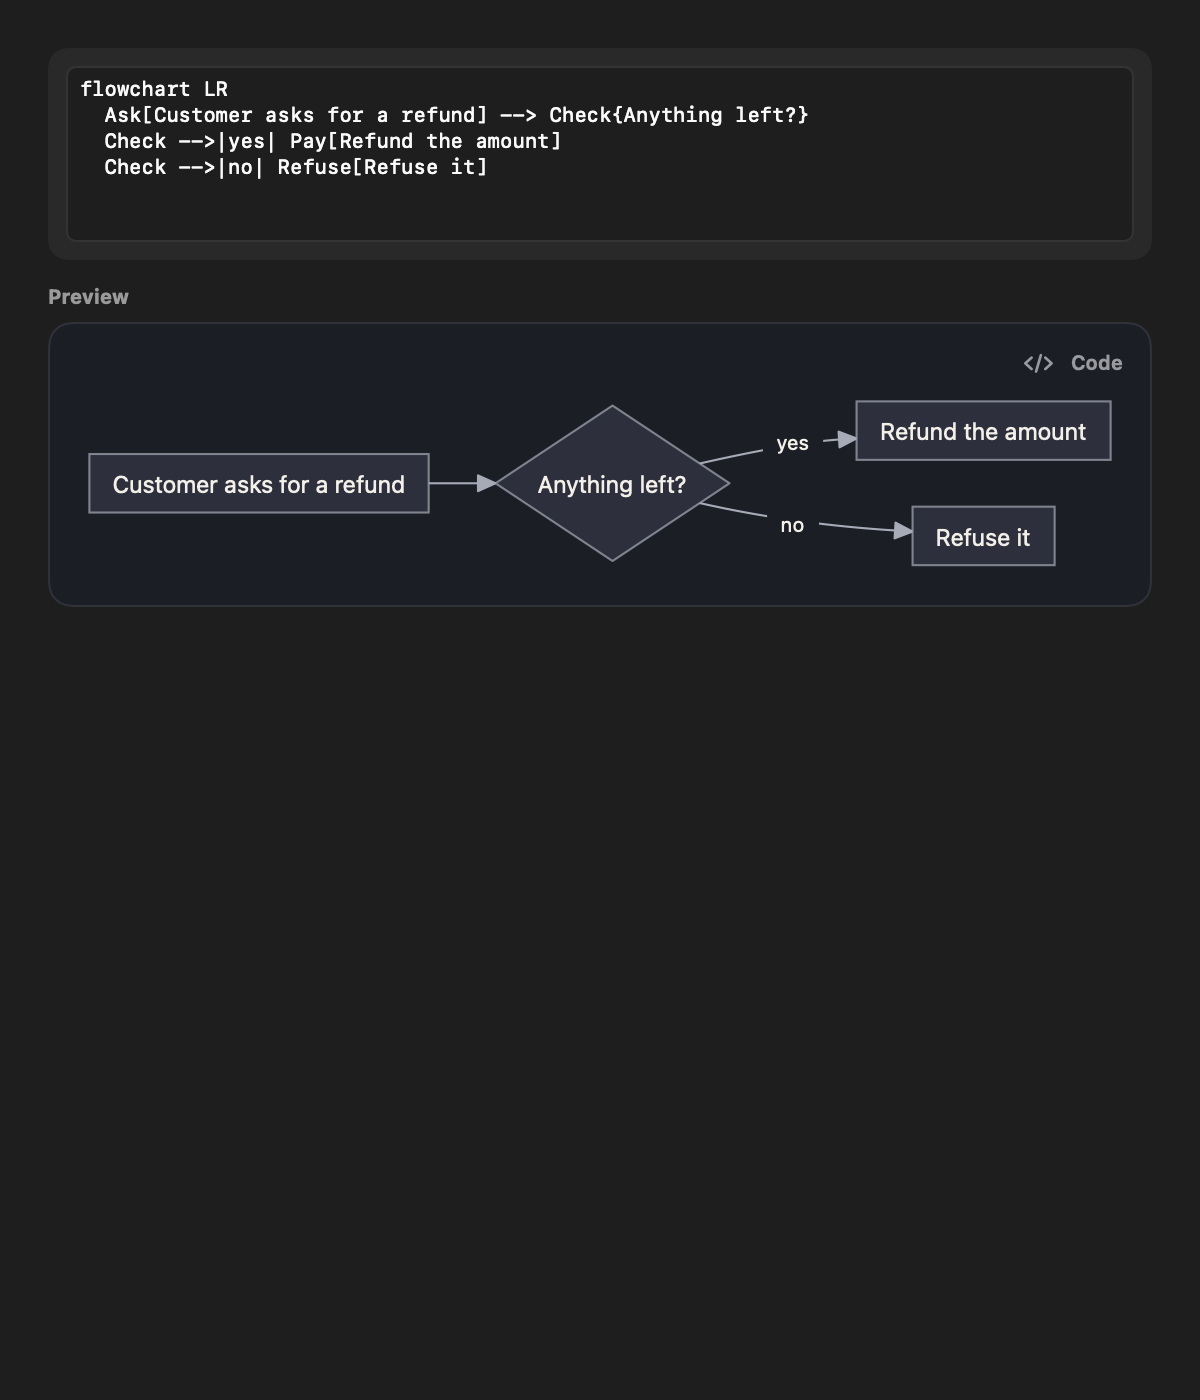 flowchart LR
  Ask[Customer asks for a refund] --> Check{Anything left?}
  Check -->|yes| Pay[Refund the amount]
  Check -->|no| Refuse[Refuse it]
Preview
</> Code
Customer asks for a refund
Anything left?
yes
Refund the amount
no
Refuse it